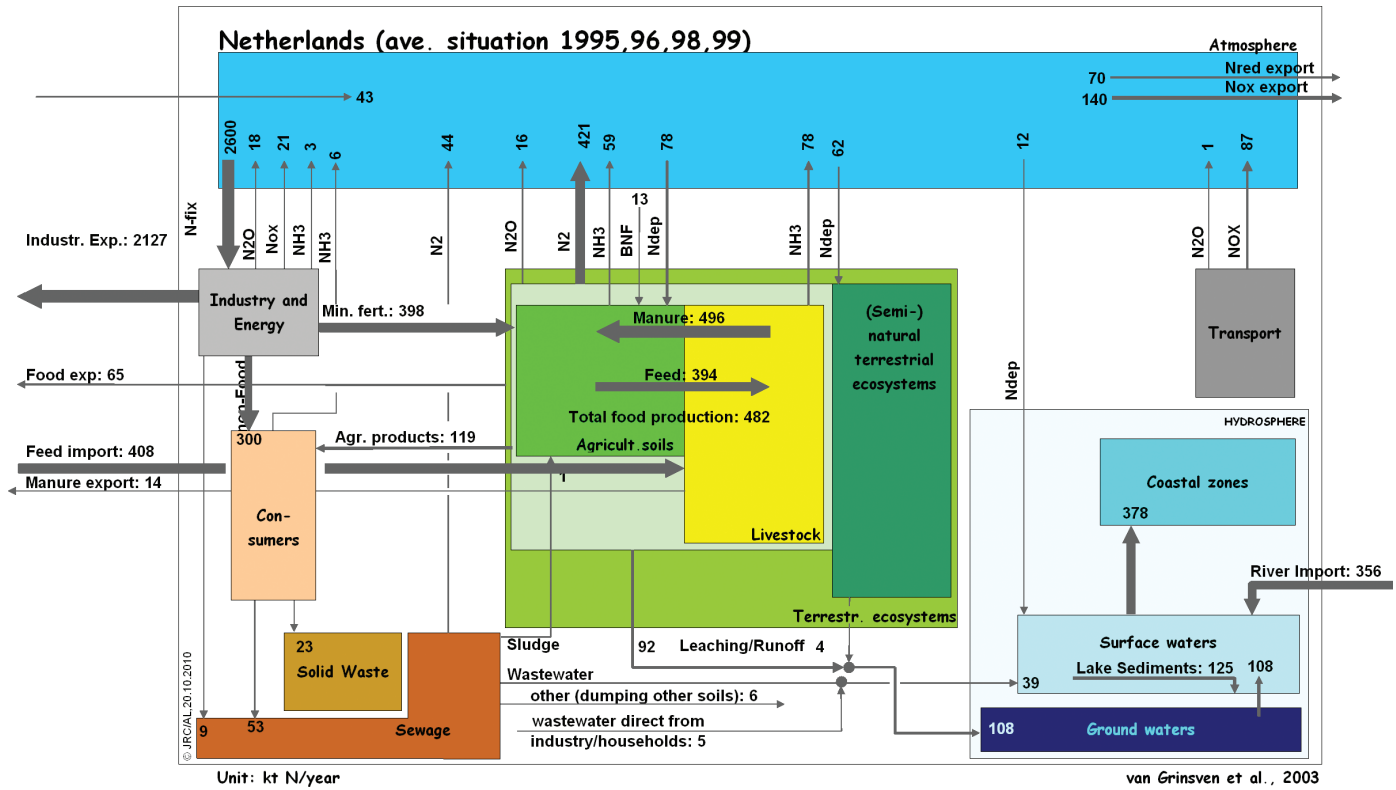 Netherlands (ave. situation 1995,96,98,99)
Atmosphere
Nred export
70
Nox export
140
43
2600
18
21
3
6
44
16
421
59
78
78
62
12
1
87
13
N-fix
N2O
Nox
NH3
NH3
N2
N2O
N2
NH3
BNF
Ndep
NH3
Ndep
Ndep
N2O
NOX
Industr. Exp.: 2127
Industry and
Energy
Min. fert.: 398
Manure: 496
(Semi-)
natural
terrestrial
ecosystems
Transport
Food exp: 65
non-Food
Feed: 394
Total food production: 482
300
Agr. products: 119
Agricult.soils
HYDROSPHERE
Feed import: 408
1
Manure export: 14
Coastal zones
378
Con-
sumers
Livestock
River Import: 356
Terrestr. ecosystems
23
Solid Waste
Sludge
92
Leaching/Runoff 4
Surface waters
Lake Sediments: 125
108
Wastewater
39
other (dumping other soils): 6
9
53
Sewage
wastewater direct from
industry/households: 5
108
Ground waters
© JRC/AL.20.10.2010
Unit: kt N/year
van Grinsven et al., 2003